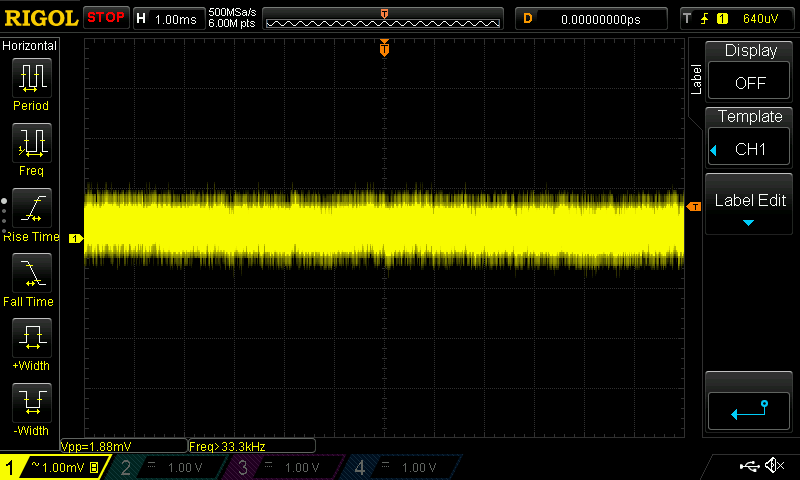 RIGOL STOP H 1.00ms 500MSa/s 6.00M pts T D 0.00000000ps T 1 640uV
Horizontal
Period
Freq
Rise Time
Fall Time
+Width
-Width
T
1
T
Label
Display
OFF
Template
CH1
Label Edit
Vpp=1.88mV Freq>33.3kHz
1 ~1.00mV B 2 1.00 V 3 1.00 V 4 1.00 V